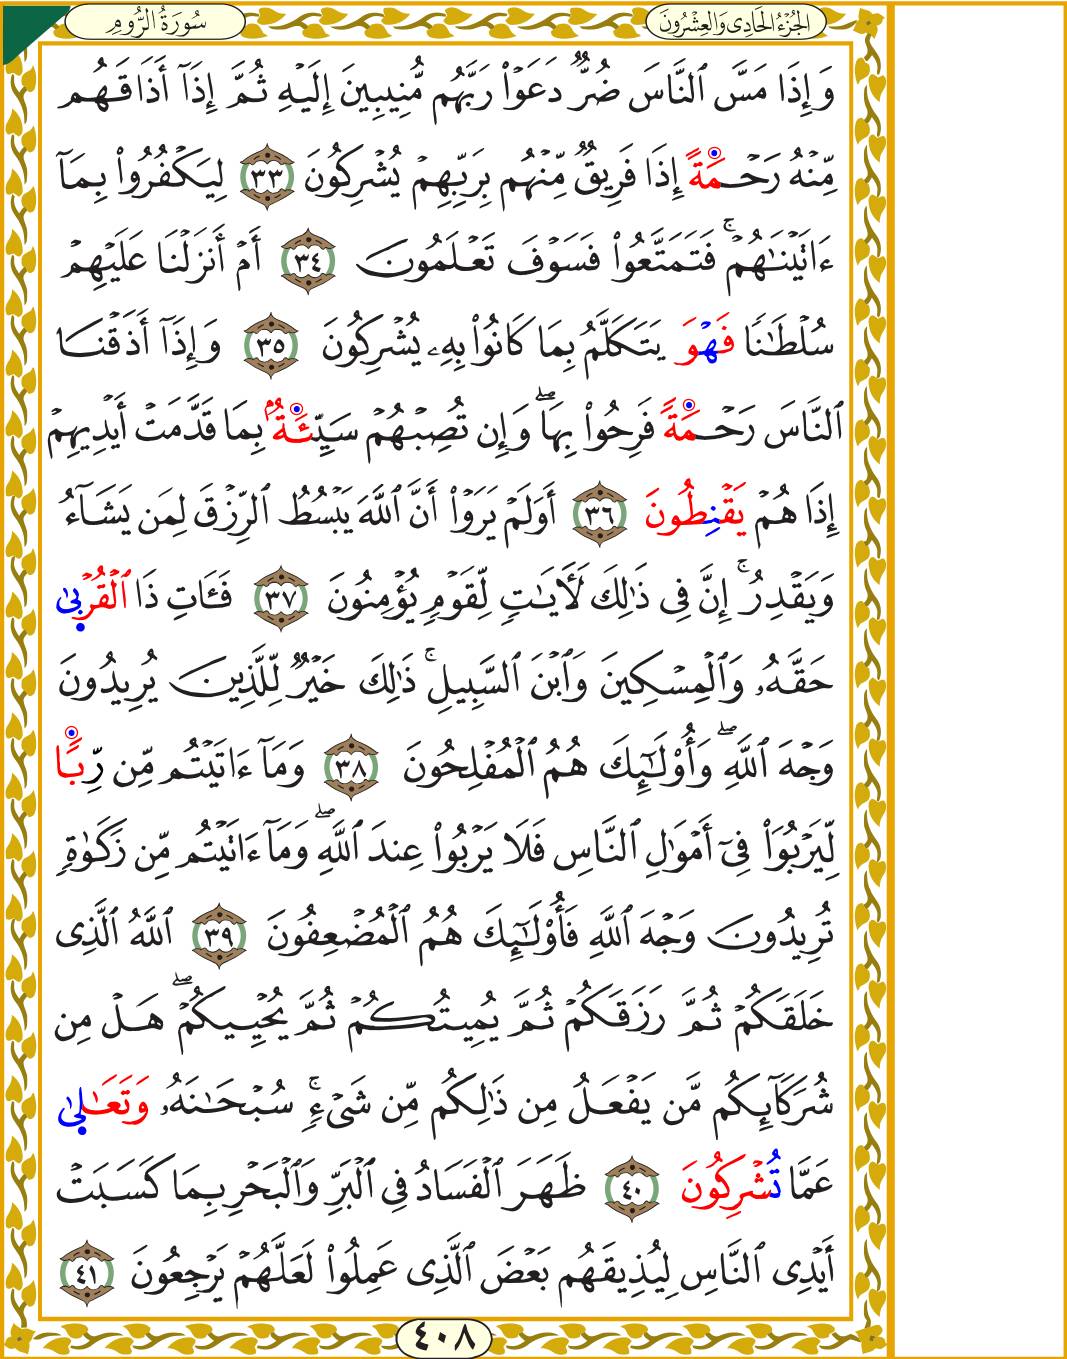 سُورَةُ الرُّومِ
الجُزْءُ الحَادِى وَالعِشْرُونَ
وَإِذَا مَسَّ ٱلنَّاسَ ضُرٌّ دَعَوْا۟ رَبَّهُم مُّنِيبِينَ إِلَيْهِ ثُمَّ إِذَآ أَذَاقَهُم
مِّنْهُ رَحْمَةً إِذَا فَرِيقٌ مِّنْهُم بِرَبِّهِمْ يُشْرِكُونَ ٣٣ لِيَكْفُرُوا۟ بِمَآ
ءَاتَيْنَٰهُمْ ۚ فَتَمَتَّعُوا۟ فَسَوْفَ تَعْلَمُونَ ٣٤ أَمْ أَنزَلْنَا عَلَيْهِمْ
سُلْطَٰنًا فَهْوَ يَتَكَلَّمُ بِمَا كَانُوا۟ بِهِۦ يُشْرِكُونَ ٣٥ وَإِذَآ أَذَقْنَا
ٱلنَّاسَ رَحْمَةً فَرِحُوا۟ بِهَا ۖ وَإِن تُصِبْهُمْ سَيِّئَةٌۢ بِمَا قَدَّمَتْ أَيْدِيهِمْ
إِذَا هُمْ يَقْنِطُونَ ٣٦ أَوَلَمْ يَرَوْا۟ أَنَّ ٱللَّهَ يَبْسُطُ ٱلرِّزْقَ لِمَن يَشَآءُ
وَيَقْدِرُ ۚ إِنَّ فِى ذَٰلِكَ لَءَايَٰتٍ لِّقَوْمٍ يُؤْمِنُونَ ٣٧ فَـَٔاتِ ذَا ٱلْقُرْبَىٰ
حَقَّهُۥ وَٱلْمِسْكِينَ وَٱبْنَ ٱلسَّبِيلِ ۚ ذَٰلِكَ خَيْرٌ لِّلَّذِينَ يُرِيدُونَ
وَجْهَ ٱللَّهِ ۖ وَأُو۟لَٰٓئِكَ هُمُ ٱلْمُفْلِحُونَ ٣٨ وَمَآ ءَاتَيْتُم مِّن رِّبًا
لِّيَرْبُوَا۟ فِىٓ أَمْوَٰلِ ٱلنَّاسِ فَلَا يَرْبُوا۟ عِندَ ٱللَّهِ ۖ وَمَآ ءَاتَيْتُم مِّن زَكَوٰةٍ
تُرِيدُونَ وَجْهَ ٱللَّهِ فَأُو۟لَٰٓئِكَ هُمُ ٱلْمُضْعِفُونَ ٣٩ ٱللَّهُ ٱلَّذِى
خَلَقَكُمْ ثُمَّ رَزَقَكُمْ ثُمَّ يُمِيتُكُمْ ثُمَّ يُحْيِيكُمْ ۖ هَلْ مِن
شُرَكَآئِكُم مَّن يَفْعَلُ مِن ذَٰلِكُم مِّن شَىْءٍ ۚ سُبْحَٰنَهُۥ وَتَعَٰلَىٰ
عَمَّا تُشْرِكُونَ ٤٠ ظَهَرَ ٱلْفَسَادُ فِى ٱلْبَرِّ وَٱلْبَحْرِ بِمَا كَسَبَتْ
أَيْدِى ٱلنَّاسِ لِيُذِيقَهُم بَعْضَ ٱلَّذِى عَمِلُوا۟ لَعَلَّهُمْ يَرْجِعُونَ ٤١
٤٠٨